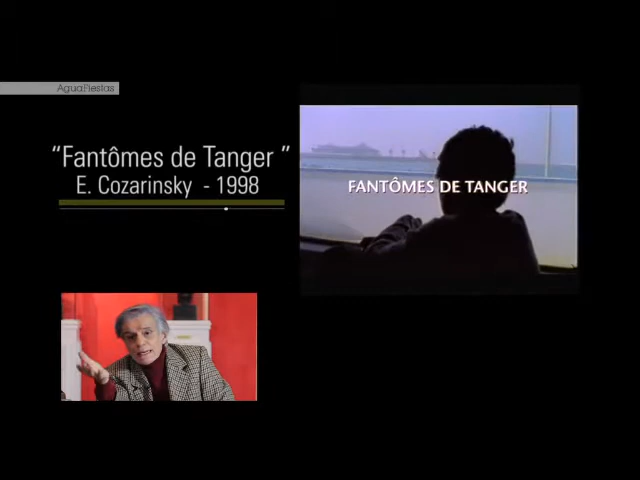 AguaFiestas
“Fantômes de Tanger ”
E. Cozarinsky - 1998
FANTÔMES DE TANGER